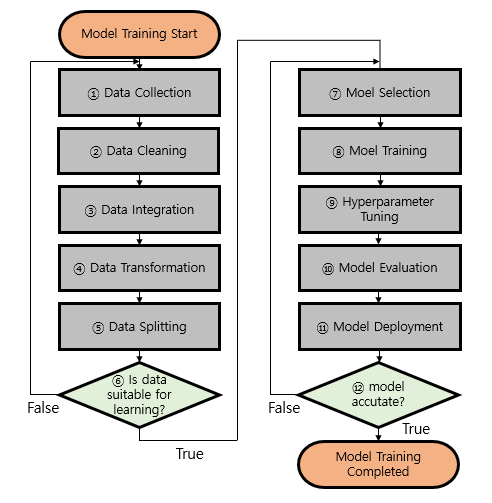 Model Training Start
① Data Collection
② Data Cleaning
③ Data Integration
④ Data Transformation
⑤ Data Splitting
⑥ Is data
suitable for
learning?
False
True
⑦ Moel Selection
⑧ Moel Training
⑨ Hyperparameter
Tuning
⑩ Model Evaluation
⑪ Model Deployment
⑫ model
accutate?
False
True
Model Training
Completed